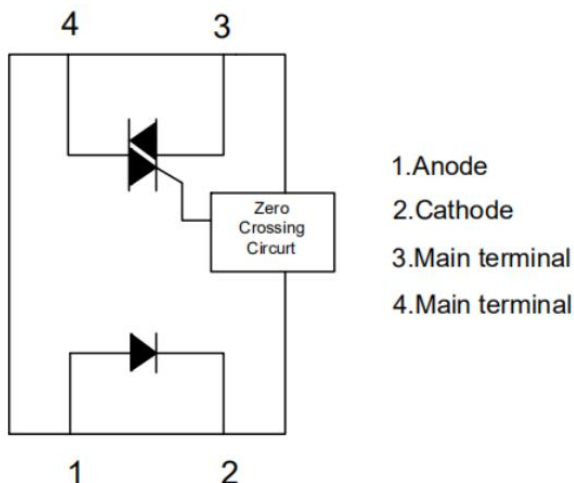 4 3
1.Anode
2.Cathode
3.Main terminal
4.Main terminal
Zero
Crossing
Circurt
1 2